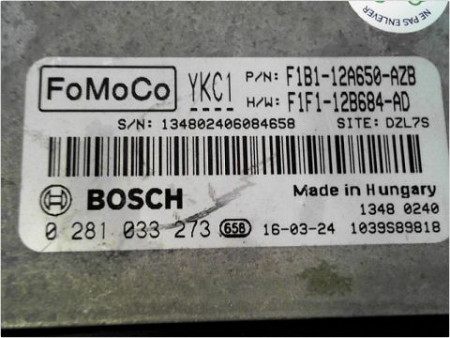 NE PAS ENLEVER
FoMoCo YKC1 P/N: F1B1-12A650-AZB
H/W: F1F1-12B684-AD
S/N: 134802406084658 SITE: DZL7S
BOSCH Made in Hungary
1348 0240
0 281 033 273 658 16-03-24 1039S89818